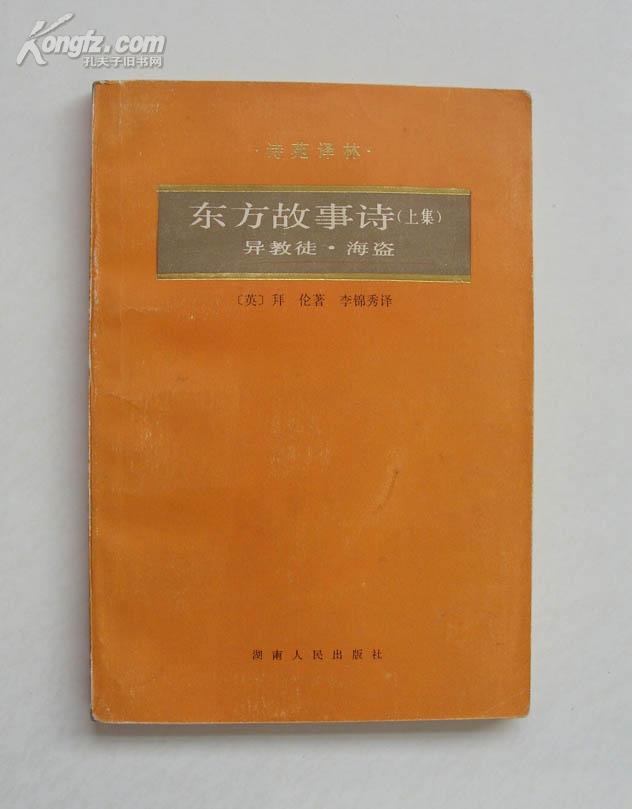 Kongfz.com
孔夫子旧书网
·诗苑译林·
东方故事诗(上集)
异教徒·海盗
〔英〕拜 伦著 李锦秀译
湖南人民出版社